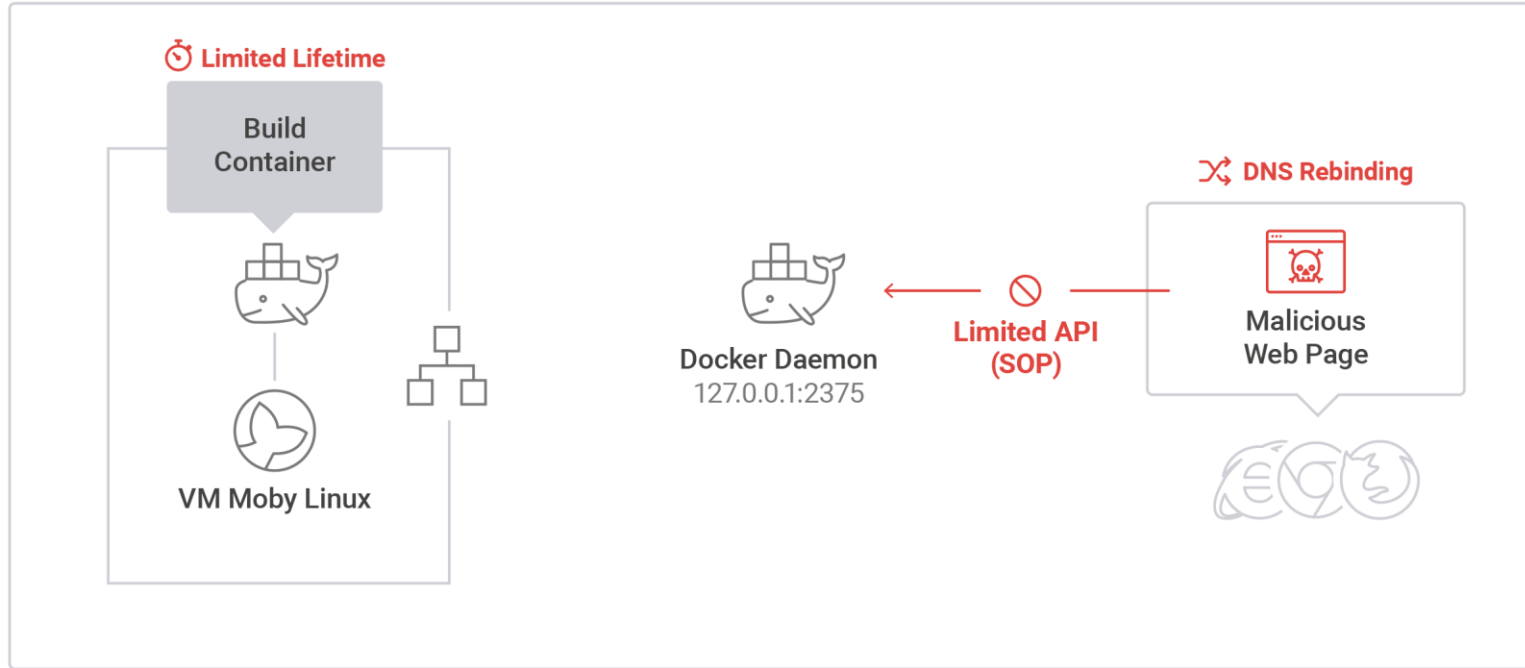 Limited Lifetime
Build
Container
VM Moby Linux
Docker Daemon
127.0.0.1:2375
Limited API
(SOP)
DNS Rebinding
Malicious
Web Page